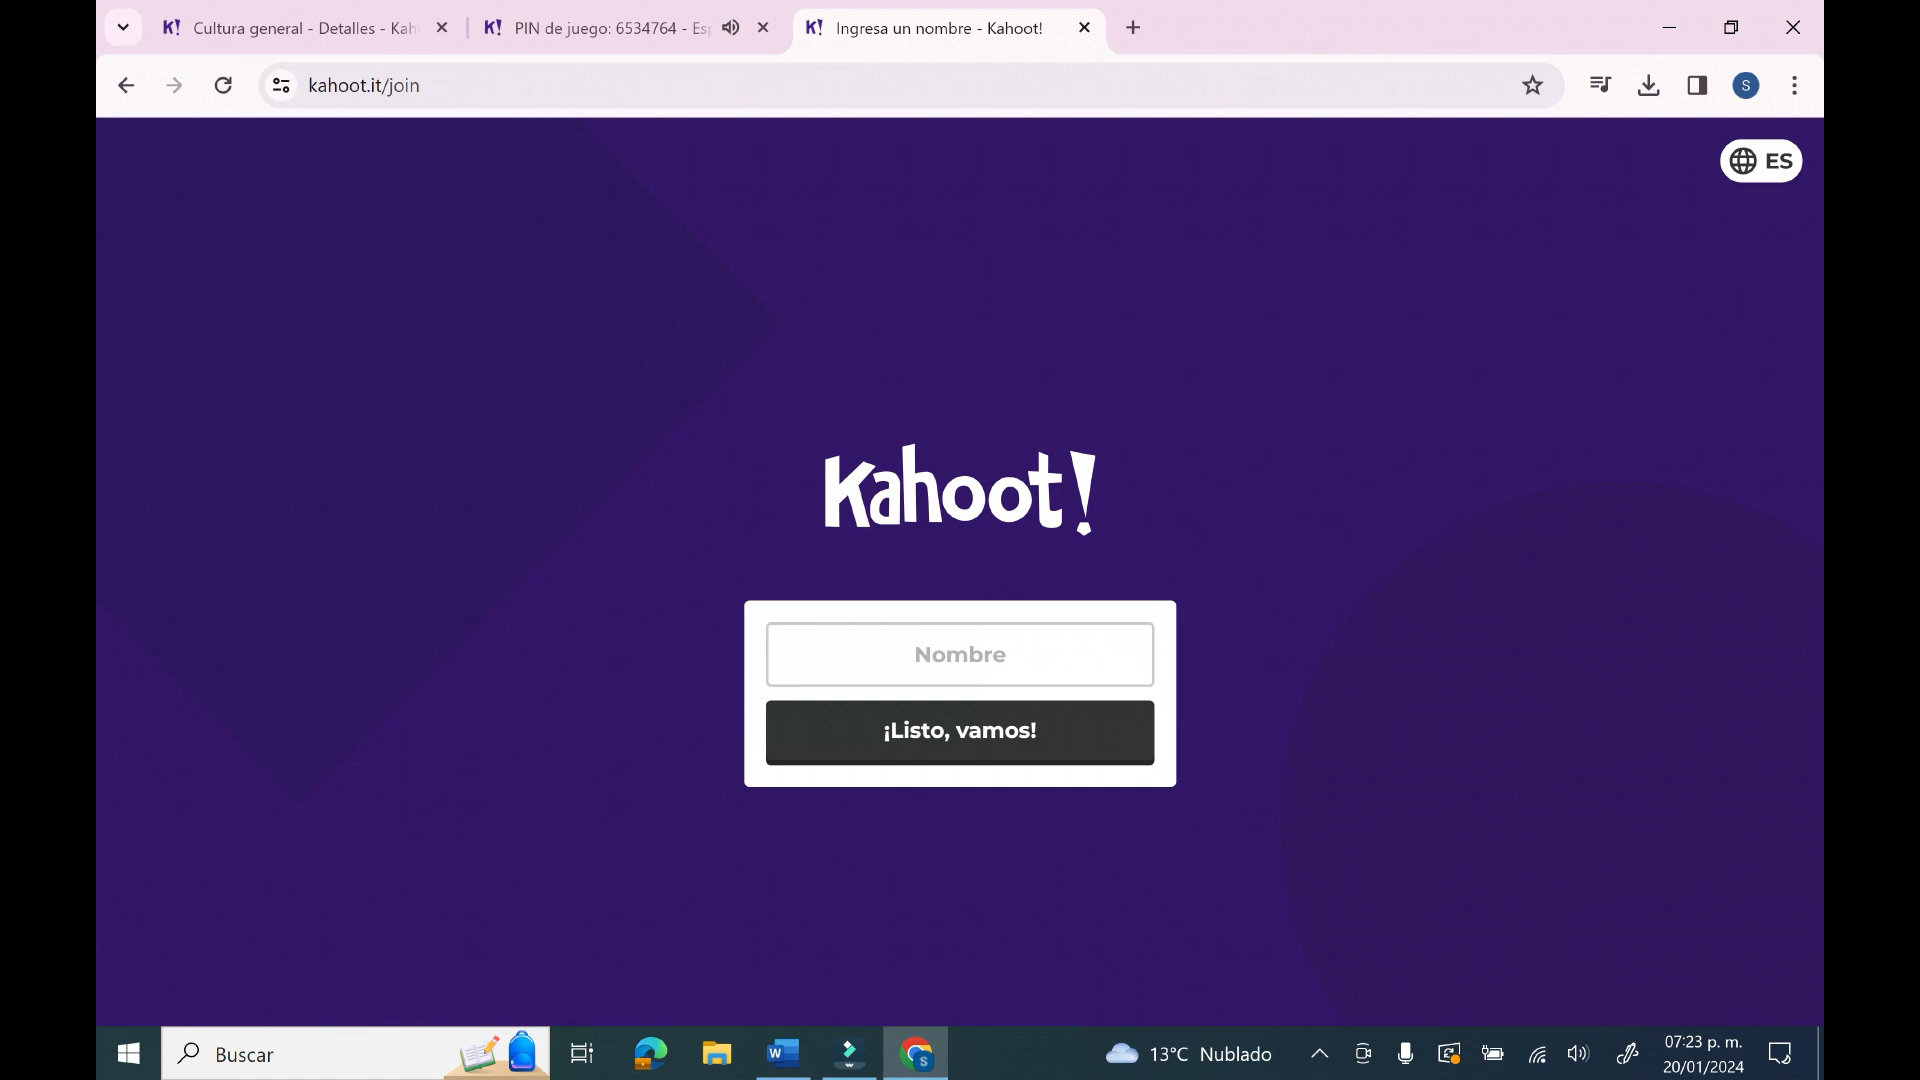 K! Cultura general - Detalles - Kah
K! PIN de juego: 6534764 - Es
K! Ingresa un nombre - Kahoot!
kahoot.it/join
S
ES
Kahoot!
Nombre
¡Listo, vamos!
Buscar
W
S
13°C Nublado
07:23 p. m.
20/01/2024